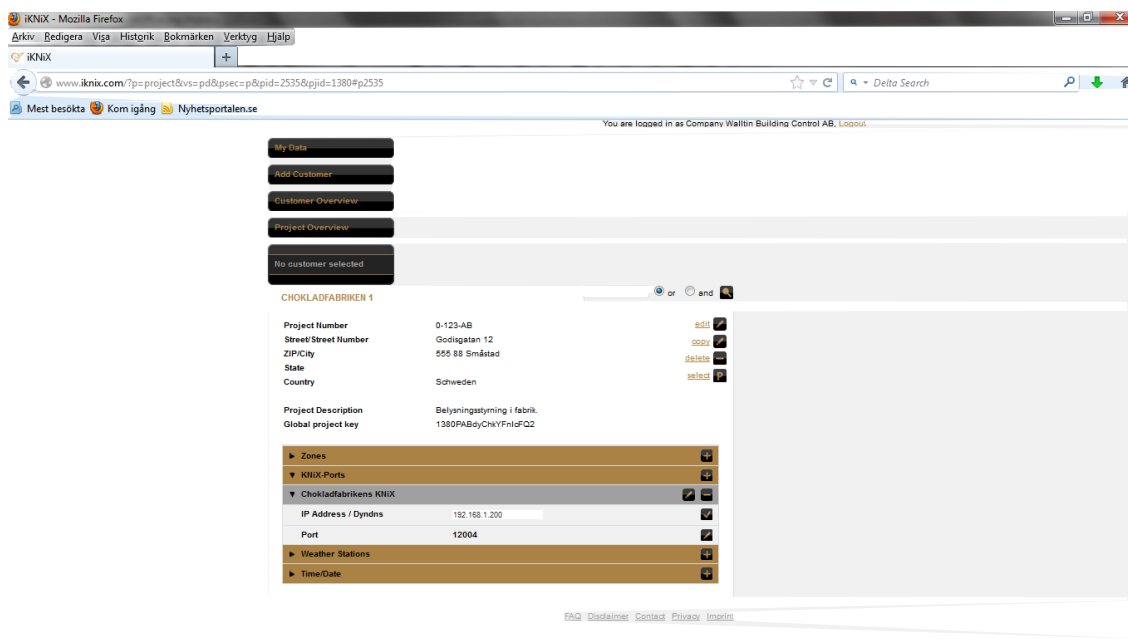 iKNiX - Mozilla Firefox
Arkiv Redigera Visa Historik Bokmärken Verktyg Hjälp
iKNiX +
www.iknix.com/?p=project&vs=pd&psec=p&pid=2535&pjid=1380#p2535 Delta Search
Mest besökta Kom igång Nyhetsportalen.se
You are logged in as Company Walltin Building Control AB, Logout
My Data
Add Customer
Customer Overview
Project Overview
No customer selected
CHOKLADFABRIKEN 1 or and
Project Number 0-123-AB edit
Street/Street Number Godisgatan 12 copy
ZIP/City 555 88 Småstad delete
State
Country Schweden select P
Project Description Belysningsstyrning i fabrik.
Global project key 1380PABdyChkYFnIoFQ2
Zones
KNiX-Ports
Chokladfabrikens KNiX
IP Address / Dyndns 192.168.1.200
Port 12004
Weather Stations
Time/Date
FAQ Disclaimer Contact Privacy Imprint